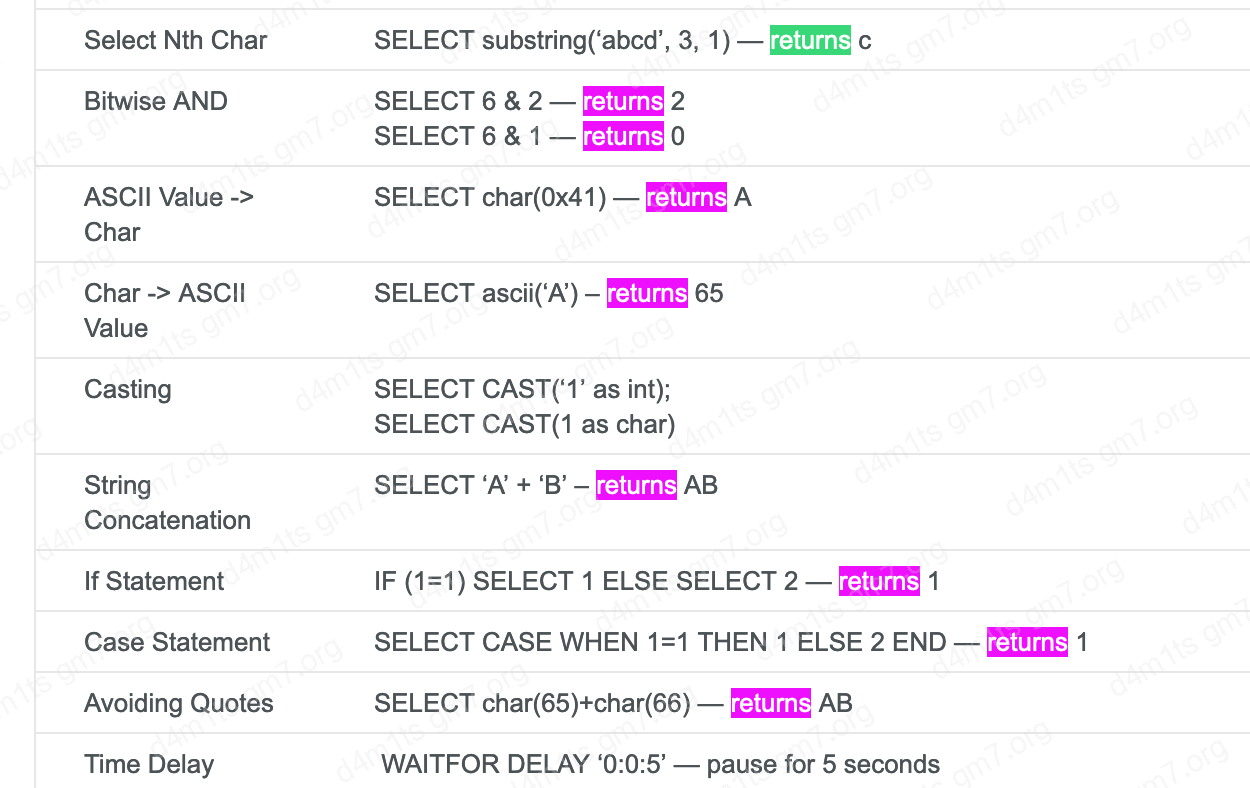 Select Nth Char SELECT substring(‘abcd’, 3, 1) — returns c
Bitwise AND SELECT 6 & 2 — returns 2
SELECT 6 & 1 — returns 0
ASCII Value -> SELECT char(0x41) — returns A
Char
Char -> ASCII SELECT ascii(‘A’) – returns 65
Value
Casting SELECT CAST(‘1’ as int);
SELECT CAST(1 as char)
String SELECT ‘A’ + ‘B’ – returns AB
Concatenation
If Statement IF (1=1) SELECT 1 ELSE SELECT 2 — returns 1
Case Statement SELECT CASE WHEN 1=1 THEN 1 ELSE 2 END — returns 1
Avoiding Quotes SELECT char(65)+char(66) — returns AB
Time Delay WAITFOR DELAY ‘0:0:5’ — pause for 5 seconds
d4m1ts gm7.org